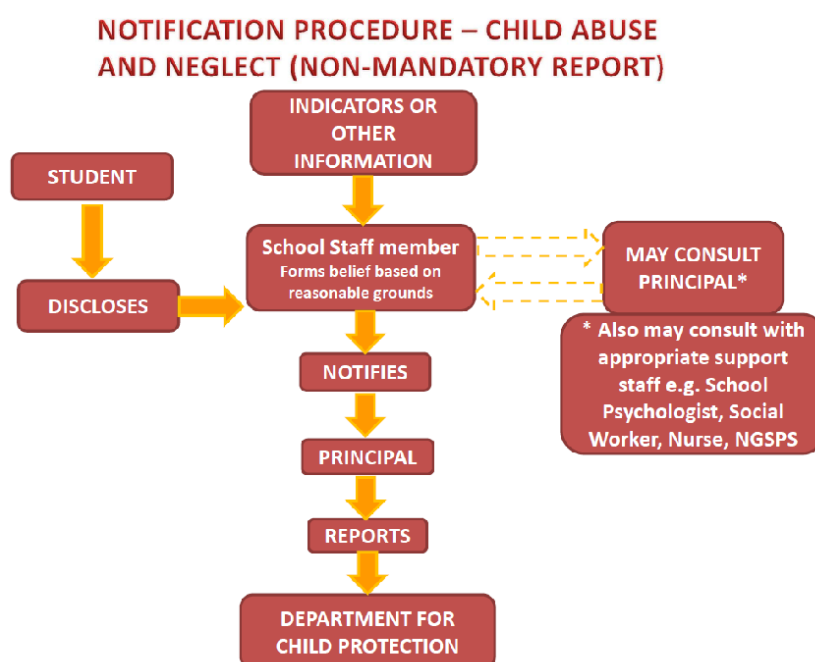 NOTIFICATION PROCEDURE – CHILD ABUSE
AND NEGLECT (NON-MANDATORY REPORT)
INDICATORS OR
OTHER
INFORMATION
STUDENT
DISCLOSES
School Staff member
Forms belief based on
reasonable grounds
MAY CONSULT
PRINCIPAL*
* Also may consult with
appropriate support
staff e.g. School
Psychologist, Social
Worker, Nurse, NGSPS
NOTIFIES
PRINCIPAL
REPORTS
DEPARTMENT FOR
CHILD PROTECTION